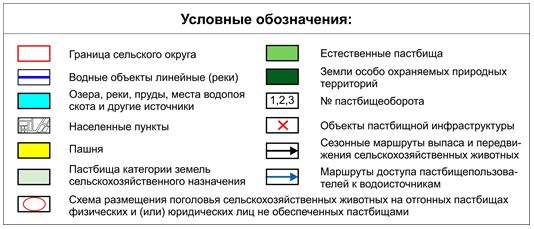 Условные обозначения:
Граница сельского округа
Водные объекты линейные (реки)
Озера, реки, пруды, места водопоя
скота и другие источники
Населенные пункты
Пашня
Пастбища категории земель
сельскохозяйственного назначения
Естественные пастбища
Земли особо охраняемых природных
территорий
1,2,3 № пастбищеоборота
Объекты пастбищной инфраструктуры
Сезонные маршруты выпаса и передви-
жения сельскохозяйственных животных
Маршруты доступа пастбищепользова-
телей к водоисточникам
Схема размещения поголовья сельскохозяйственных животных на отгонных пастбищах
физических и (или) юридических лиц не обеспеченных пастбищами